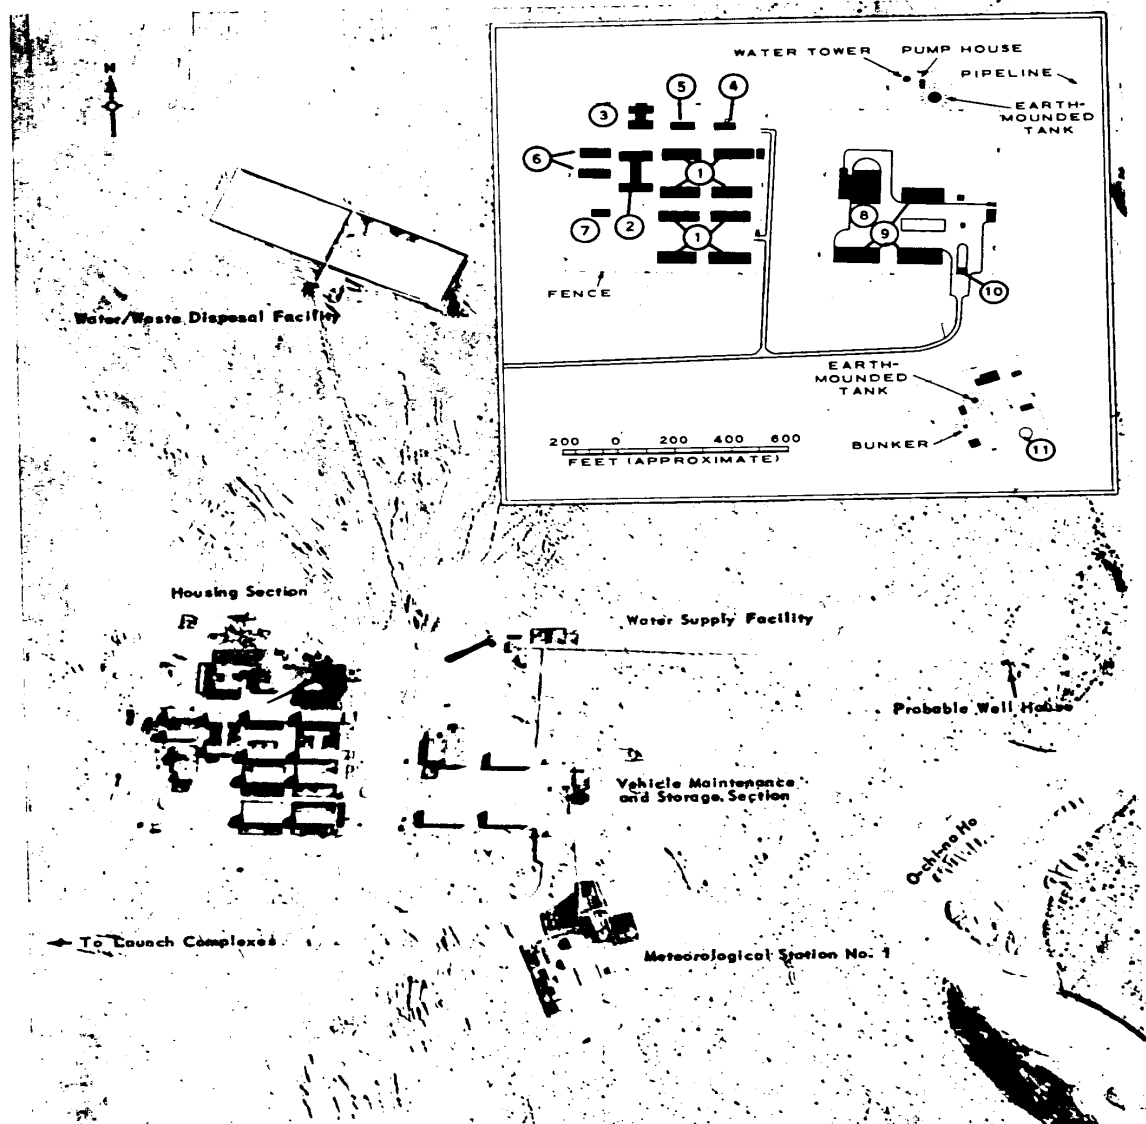 N
WATER TOWER
PUMP HOUSE
PIPELINE
EARTH-
MOUNDED
TANK
5
4
3
6
1
7
2
1
8
9
10
FENCE
EARTH-
MOUNDED
TANK
BUNKER
11
200 0 200 400 600
FEET (APPROXIMATE)
Water/Waste Disposal Facility
Housing Section
Water Supply Facility
Probable Well House
Vehicle Maintenance
and Storage Section
O-chi-na Ho
To Launch Complexes
Meteorological Station No. 1